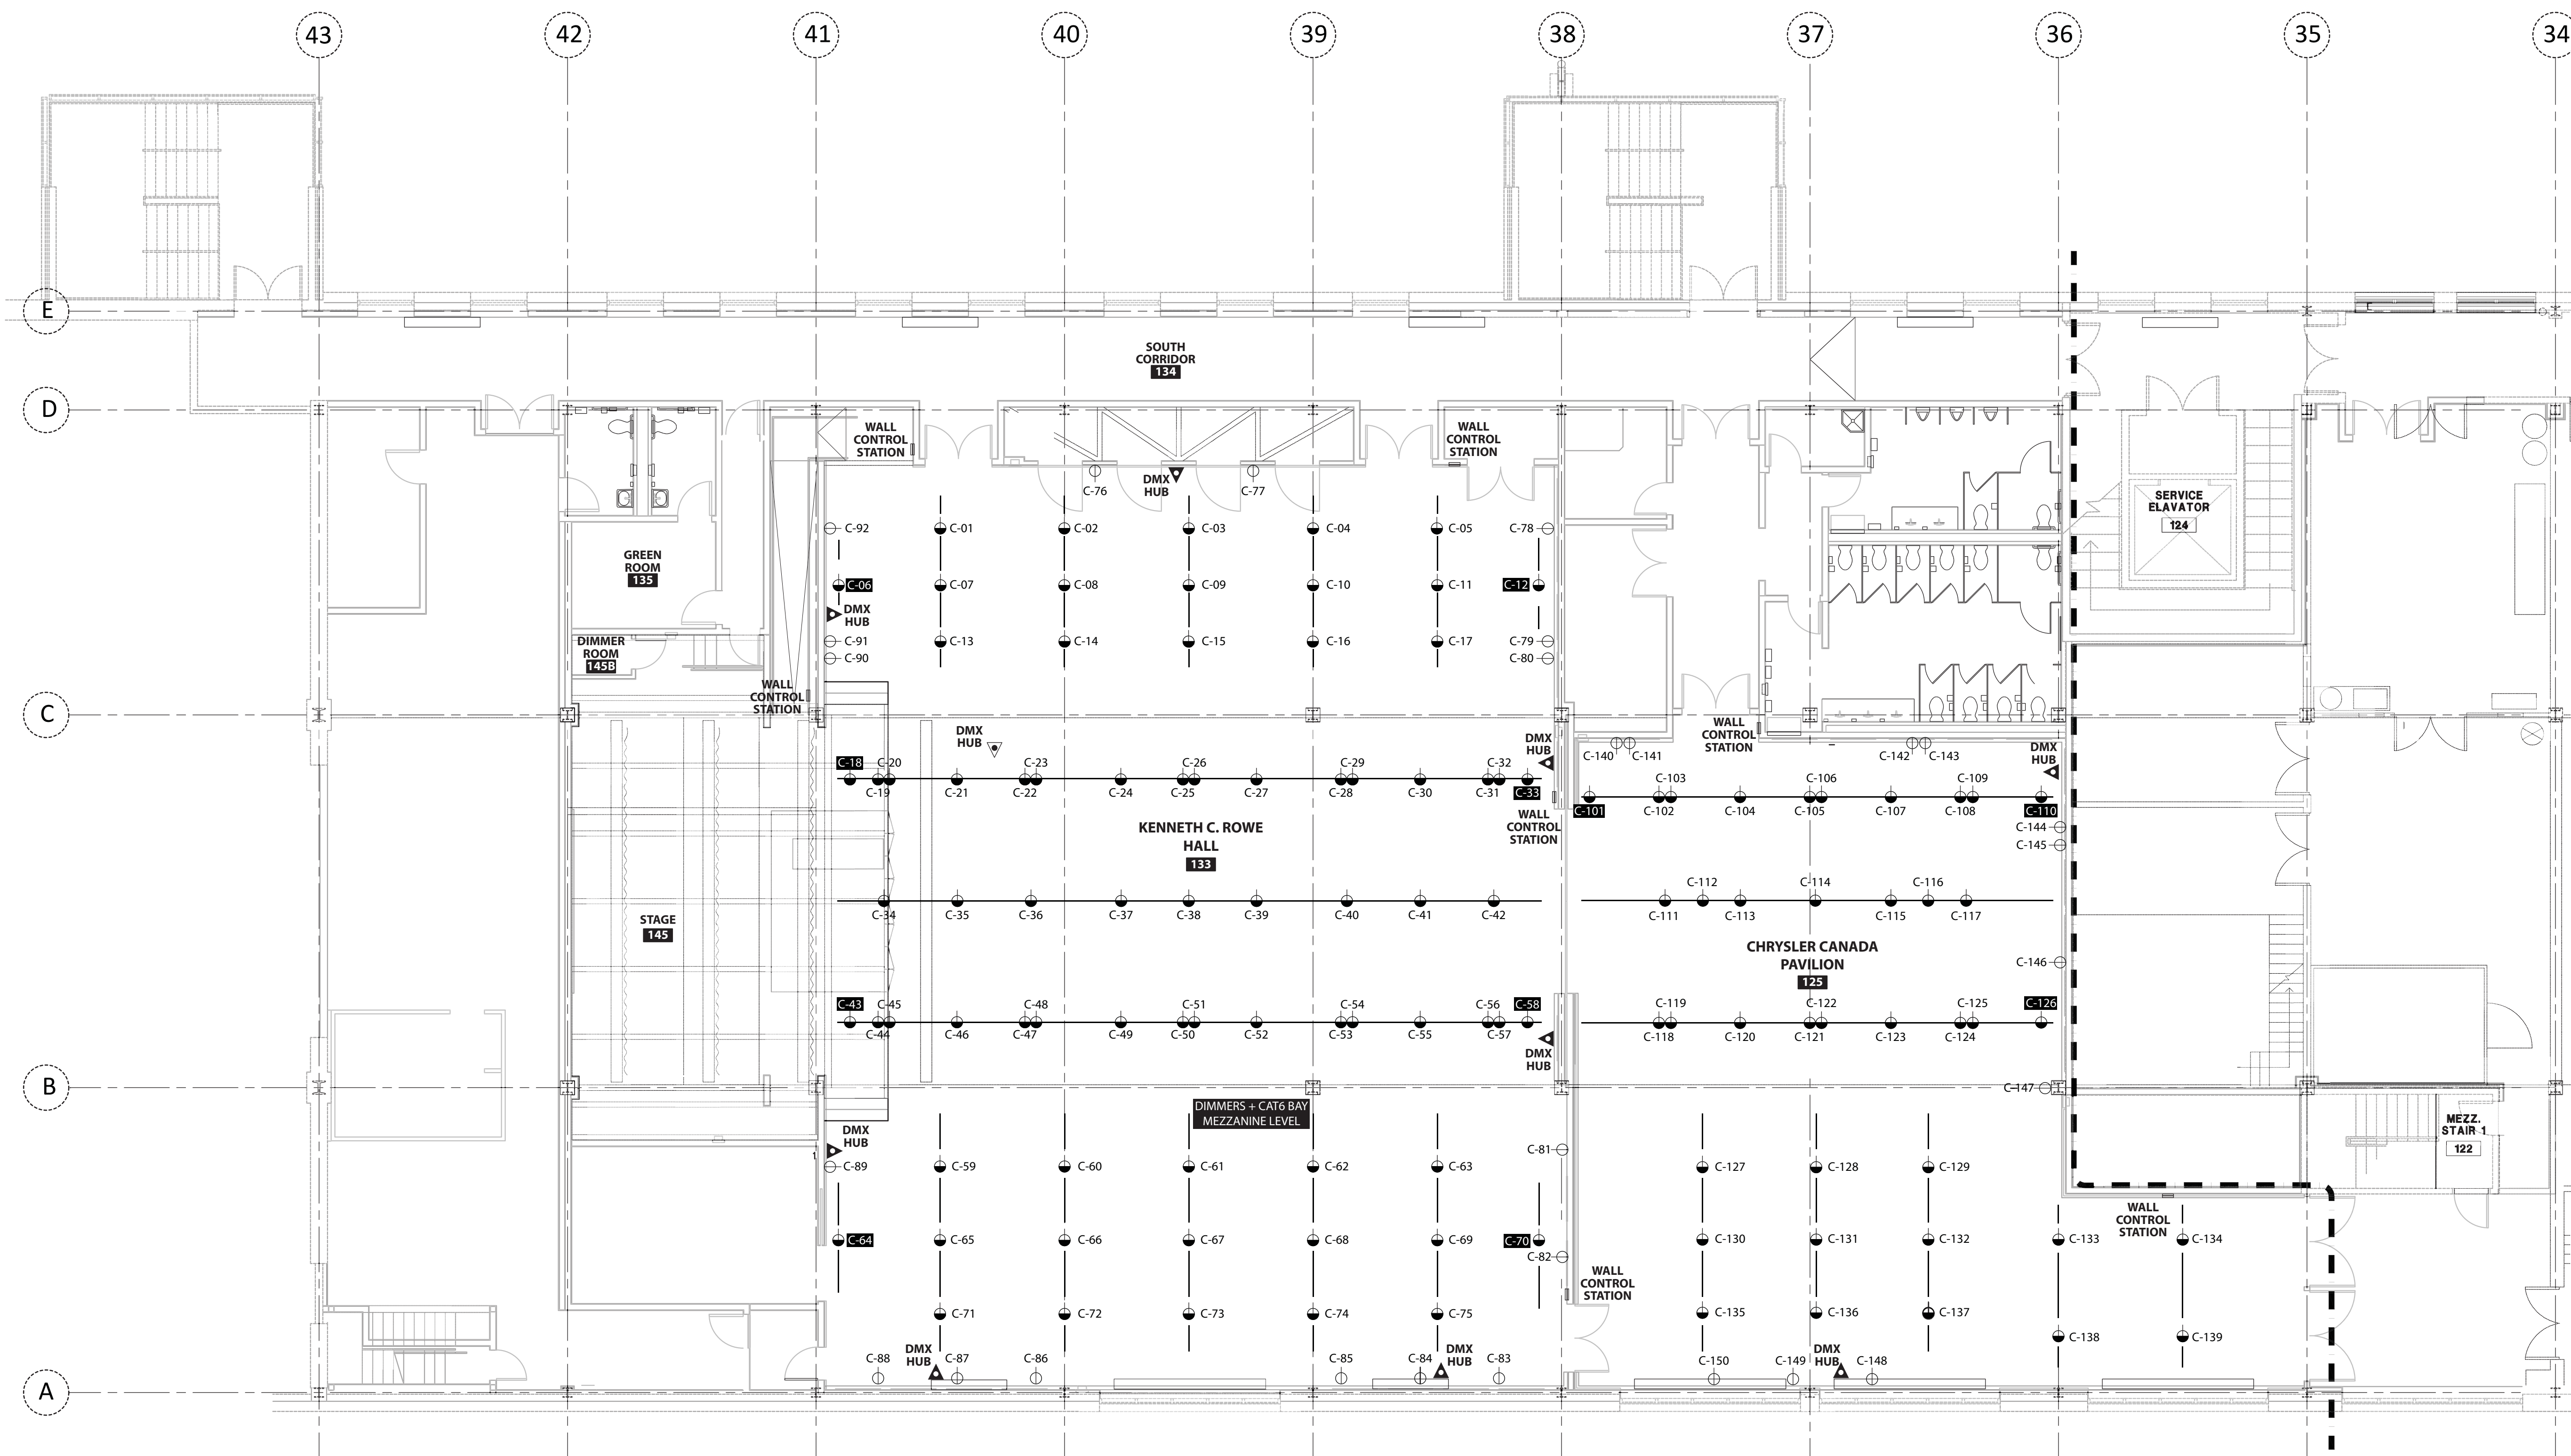 43
42
41
40
39
38
37
36
35
34
E
SOUTH
CORRIDOR
134
D
WALL
CONTROL
STATION
WALL
CONTROL
STATION
C-76
DMX
HUB
C-77
SERVICE
ELAVATOR
124
C-92
C-01
C-02
C-03
C-04
C-05
C-78
GREEN
ROOM
135
C-06
C-07
C-08
C-09
C-10
C-11
C-12
DMX
HUB
DIMMER
ROOM
145B
C-91
C-13
C-14
C-15
C-16
C-17
C-79
C-90
C-80
WALL
CONTROL
STATION
C
DMX
HUB
DMX
HUB
WALL
CONTROL
STATION
C-140
C-141
C-142
C-143
DMX
HUB
C-18
C-20
C-23
C-26
C-29
C-32
C-19
C-21
C-22
C-24
C-25
C-27
C-28
C-30
C-31
C-33
C-103
C-106
C-109
C-101
C-102
C-104
C-105
C-107
C-108
C-110
KENNETH C. ROWE
HALL
133
WALL
CONTROL
STATION
C-144
C-145
C-112
C-114
C-116
C-34
C-35
C-36
C-37
C-38
C-39
C-40
C-41
C-42
C-111
C-113
C-115
C-117
STAGE
145
CHRYSLER CANADA
PAVILION
125
C-146
C-43
C-45
C-48
C-51
C-54
C-56
C-58
C-119
C-122
C-125
C-126
C-44
C-46
C-47
C-49
C-50
C-52
C-53
C-55
C-57
C-118
C-120
C-121
C-123
C-124
DMX
HUB
B
C-147
DIMMERS + CAT6 BAY
MEZZANINE LEVEL
MEZZ.
STAIR 1
122
DMX
HUB
C-81
C-89
C-59
C-60
C-61
C-62
C-63
C-127
C-128
C-129
WALL
CONTROL
STATION
C-64
C-65
C-66
C-67
C-68
C-69
C-70
C-130
C-131
C-132
C-133
C-134
C-82
WALL
CONTROL
STATION
C-71
C-72
C-73
C-74
C-75
C-135
C-136
C-137
C-138
C-139
C-88
DMX
HUB
C-87
C-86
C-85
C-84
DMX
HUB
C-83
C-150
C-149
DMX
HUB
C-148
A